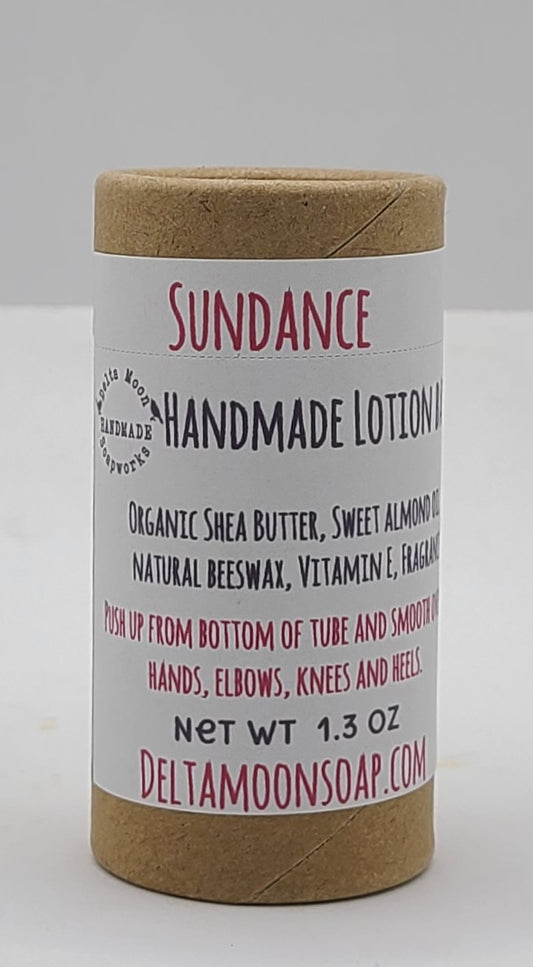 SUNDANCE
Delta Moon
HANDMADE
Soapworks
HANDMADE LOTION
ORGANIC SHEA BUTTER, SWEET ALMOND
NATURAL BEESWAX, VITAMIN E,
PUSH UP FROM BOTTOM OF TUBE AND SMOOTH
HANDS, ELBOWS, KNEES AND HEELS.
NET WT 1.3 OZ
DELTAMOONSOAP.COM